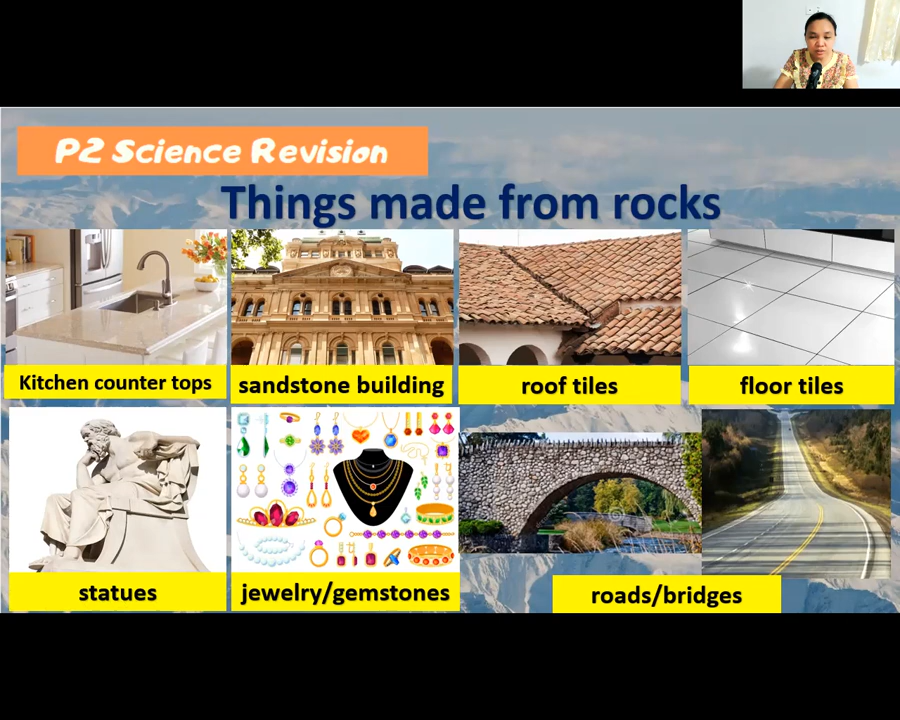 P2 Science Revision
Things made from rocks
Kitchen counter tops
sandstone building
roof tiles
floor tiles
statues
jewelry/gemstones
roads/bridges